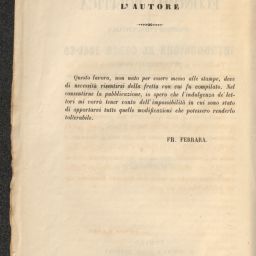 L'AUTORE
Questo lavoro, non nato per essere messo alle stampe, deve
di necessità risentirsi della fretta con cui fu compilato. Nel
consentirne la pubblicazione, io spero che l'indulgenza de' let-
tori mi vorrà tener conto dell'impossibilità in cui sono stato
di apportarvi tutte quelle modificazioni che potessero renderlo
tollerabile.
FR. FERRARA.